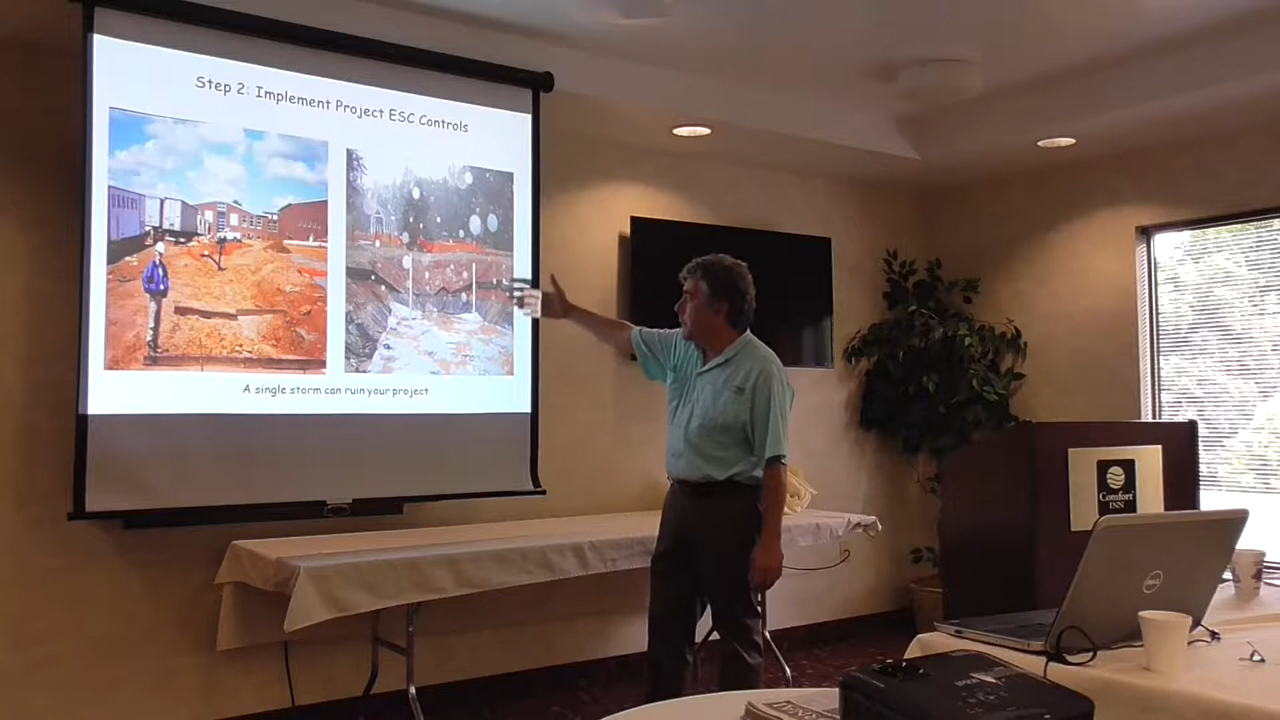 Step 2: Implement Project ESC Controls
A single storm can ruin your project
Comfort
INN
DELL